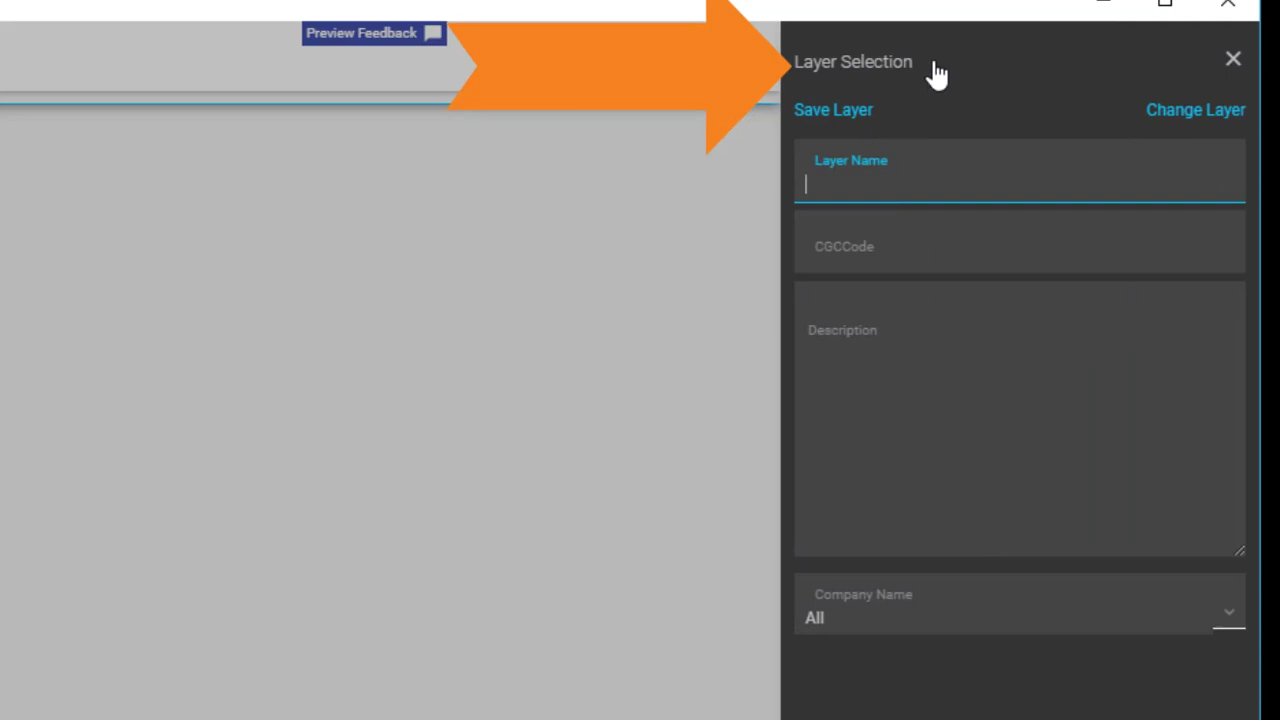 Preview Feedback
Layer Selection
Save Layer
Change Layer
Layer Name
CGCCode
Description
Company Name
All